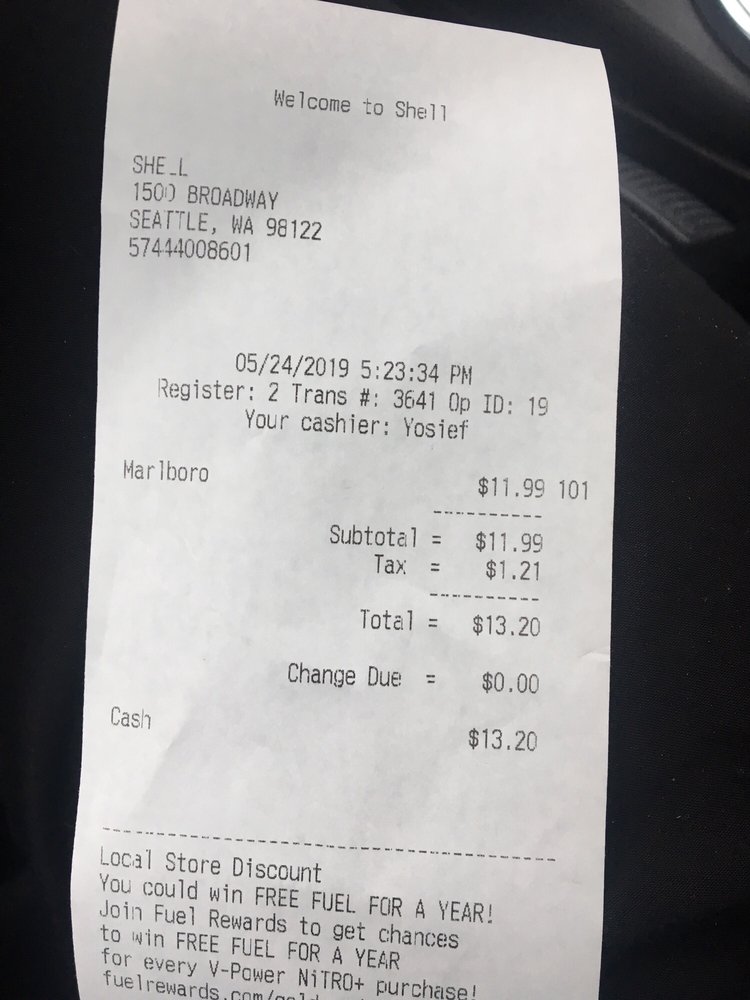 Welcome to Shell
SHELL
1500 BROADWAY
SEATTLE, WA 98122
57444008601
05/24/2019 5:23:34 PM
Register: 2 Trans #: 3641 Op ID: 19
Your cashier: Yosief
Marlboro $11.99 101
----------
Subtotal = $11.99
Tax = $1.21
----------
Total = $13.20
Change Due = $0.00
Cash $13.20
----------------------------------------
Local Store Discount
You could win FREE FUEL FOR A YEAR!
Join Fuel Rewards to get chances
to win FREE FUEL FOR A YEAR
for every V-Power NiTRO+ purchase!